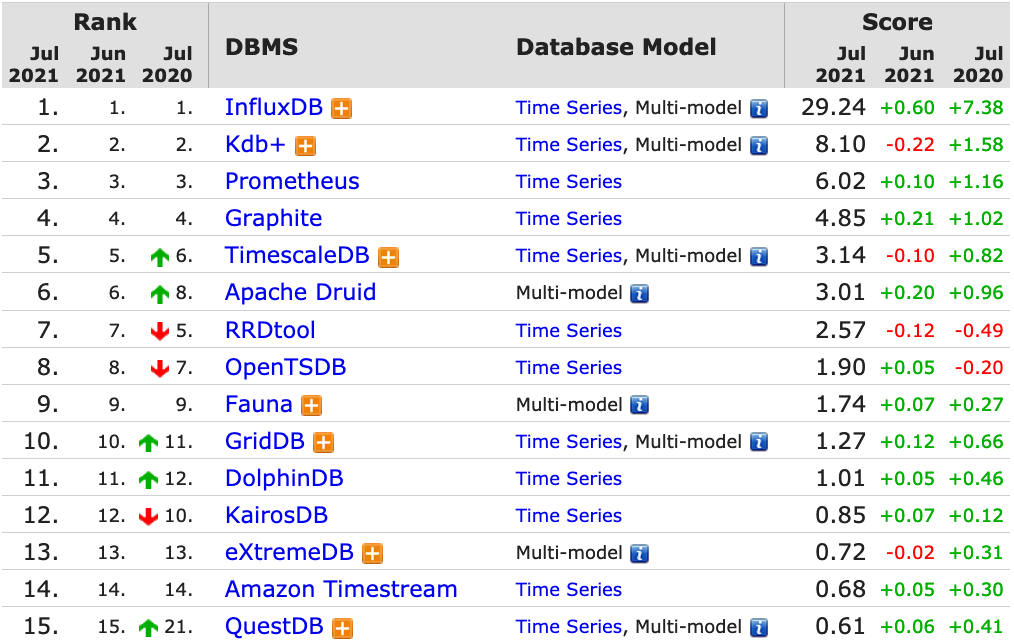 Rank Score
Jul Jun Jul DBMS Database Model Jul Jun Jul
2021 2021 2020 2021 2021 2020
1. 1. 1. InfluxDB Time Series, Multi-model 29.24 +0.60 +7.38
2. 2. 2. Kdb+ Time Series, Multi-model 8.10 -0.22 +1.58
3. 3. 3. Prometheus Time Series 6.02 +0.10 +1.16
4. 4. 4. Graphite Time Series 4.85 +0.21 +1.02
5. 5. 6. TimescaleDB Time Series, Multi-model 3.14 -0.10 +0.82
6. 6. 8. Apache Druid Multi-model 3.01 +0.20 +0.96
7. 7. 5. RRDtool Time Series 2.57 -0.12 -0.49
8. 8. 7. OpenTSDB Time Series 1.90 +0.05 -0.20
9. 9. 9. Fauna Multi-model 1.74 +0.07 +0.27
10. 10. 11. GridDB Time Series, Multi-model 1.27 +0.12 +0.66
11. 11. 12. DolphinDB Time Series 1.01 +0.05 +0.46
12. 12. 10. KairosDB Time Series 0.85 +0.07 +0.12
13. 13. 13. eXtremeDB Multi-model 0.72 -0.02 +0.31
14. 14. 14. Amazon Timestream Time Series 0.68 +0.05 +0.30
15. 15. 21. QuestDB Time Series, Multi-model 0.61 +0.06 +0.41